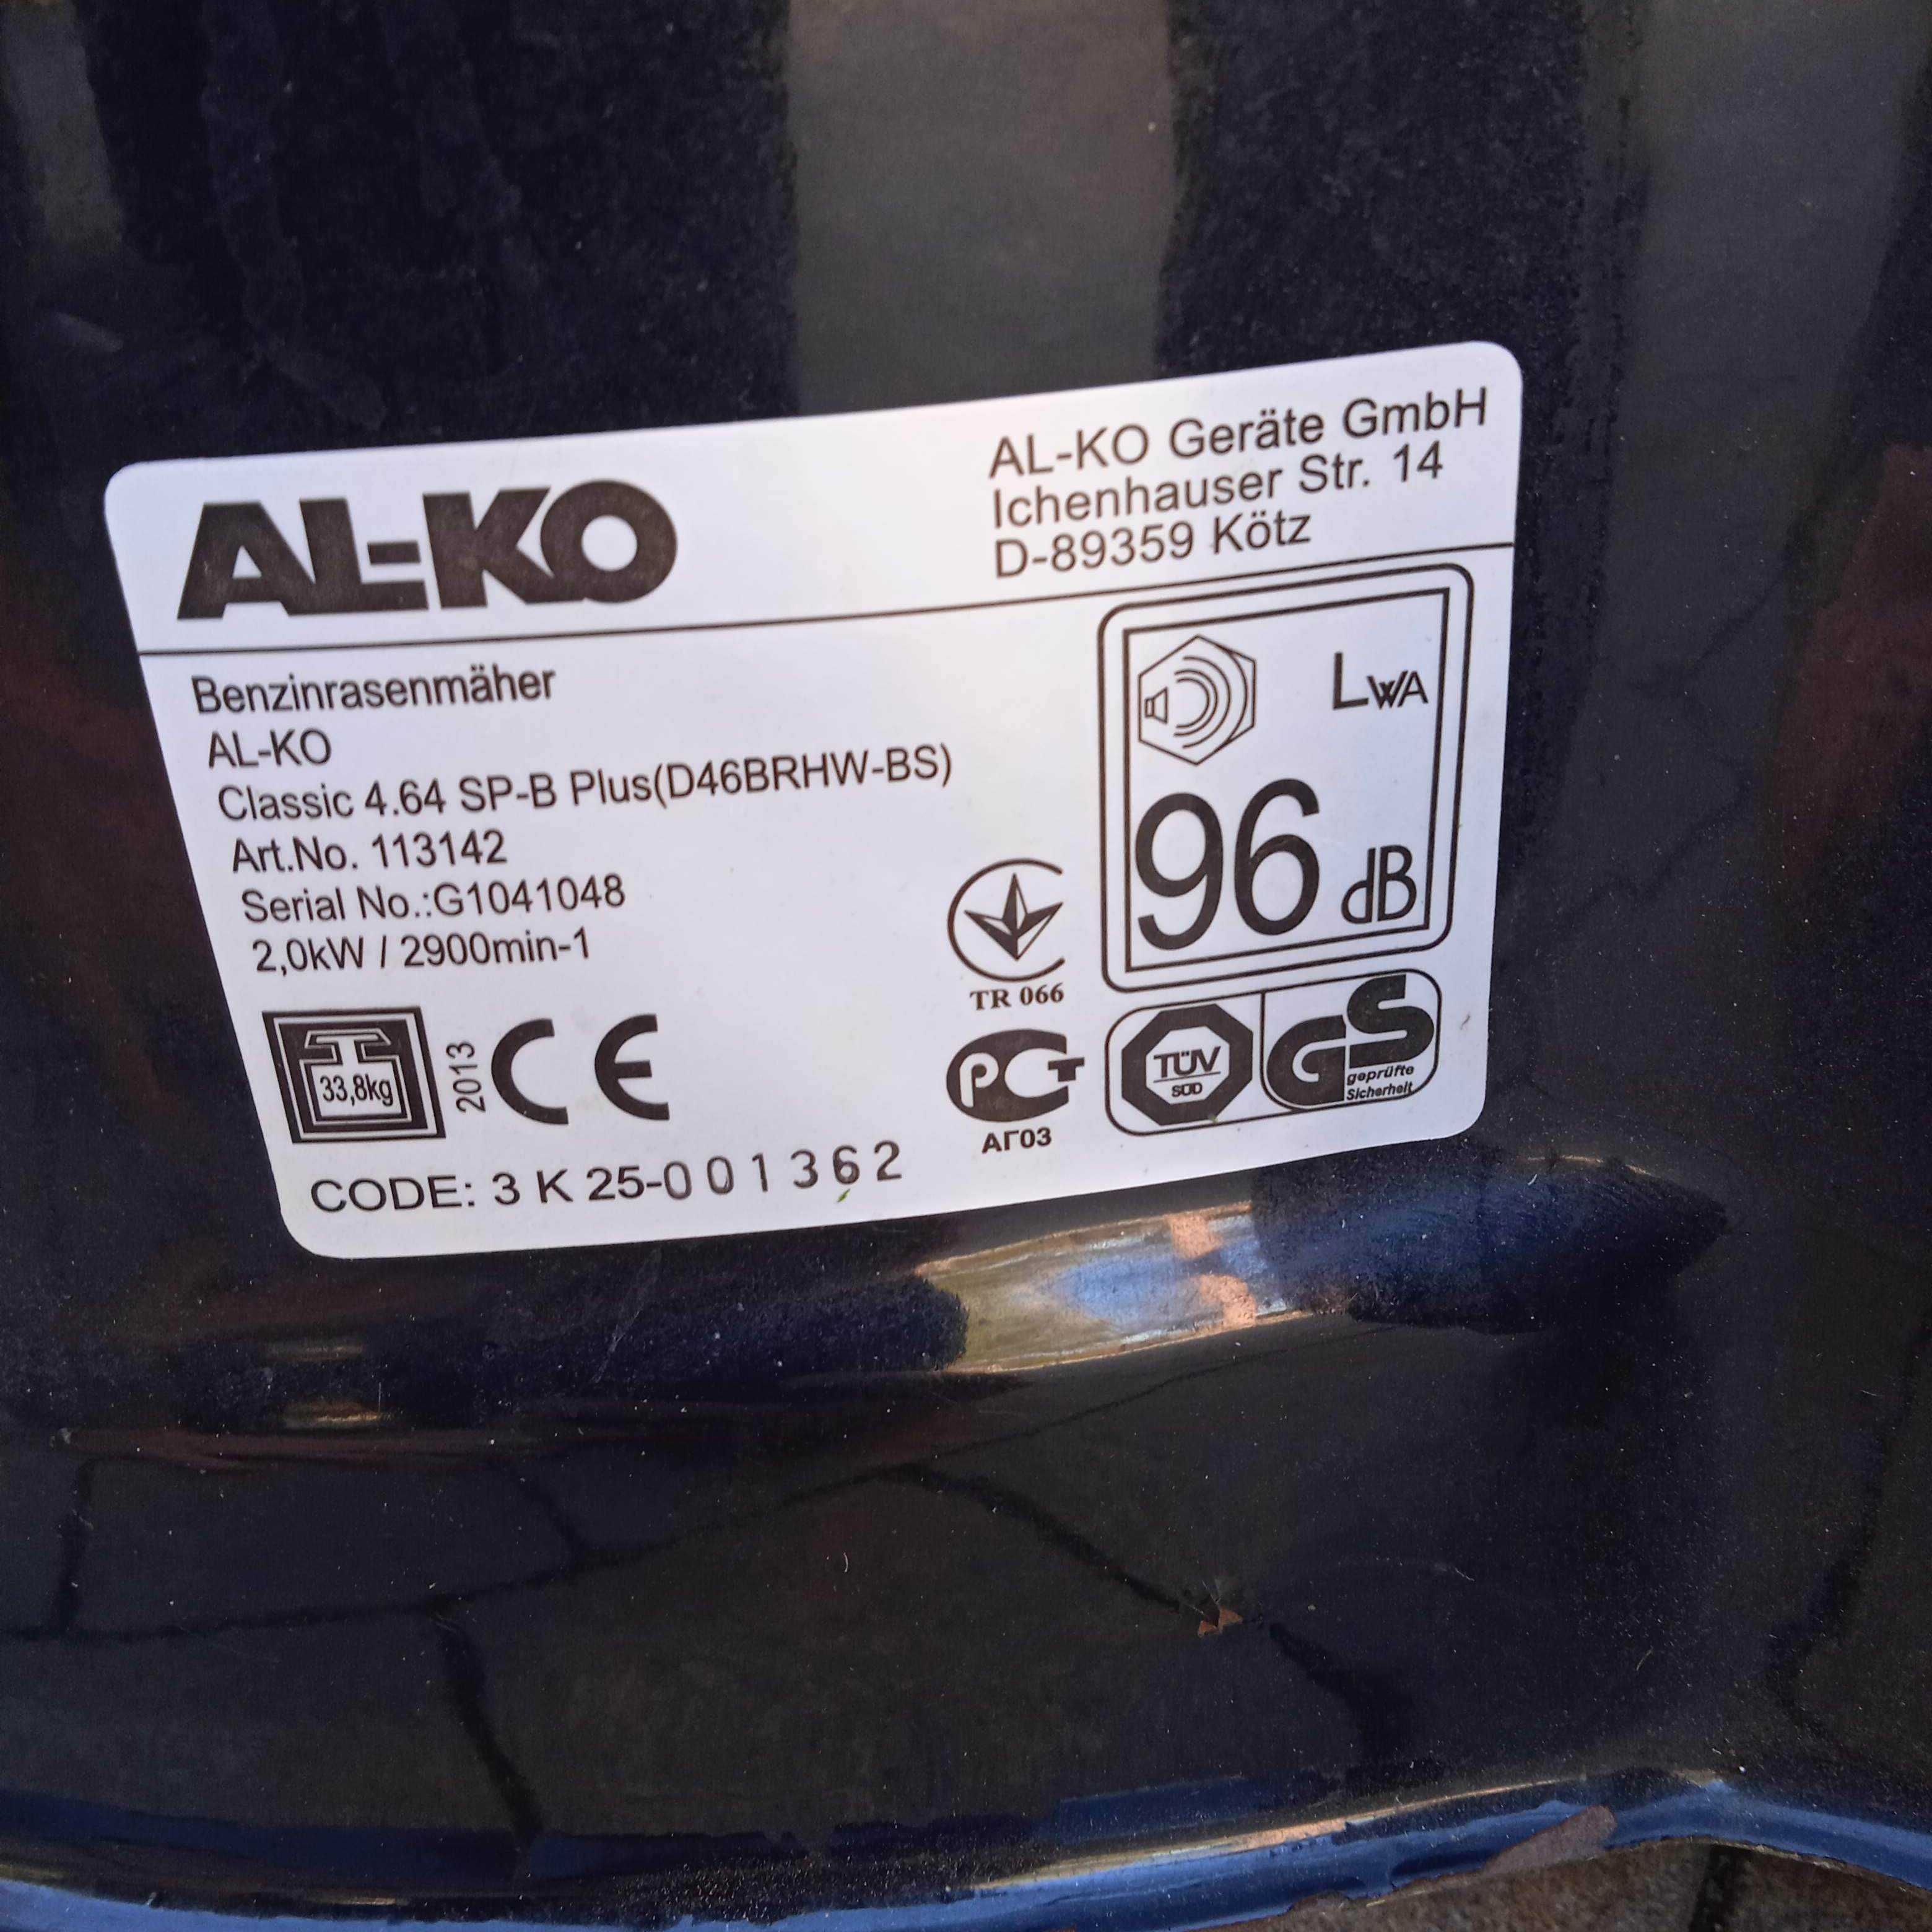 AL-KO
AL-KO Geräte GmbH
Ichenhauser Str. 14
D-89359 Kötz
Benzinrasenmäher
AL-KO
Classic 4.64 SP-B Plus(D46BRHW-BS)
Art.No. 113142
Serial No.:G1041048
2,0kW / 2900min-1
LWA
96 dB
TR 066
33,8kg
2013
CE
РСТ
АГ03
TÜV
SÜD
GS
geprüfte
Sicherheit
CODE: 3 K 25-001362